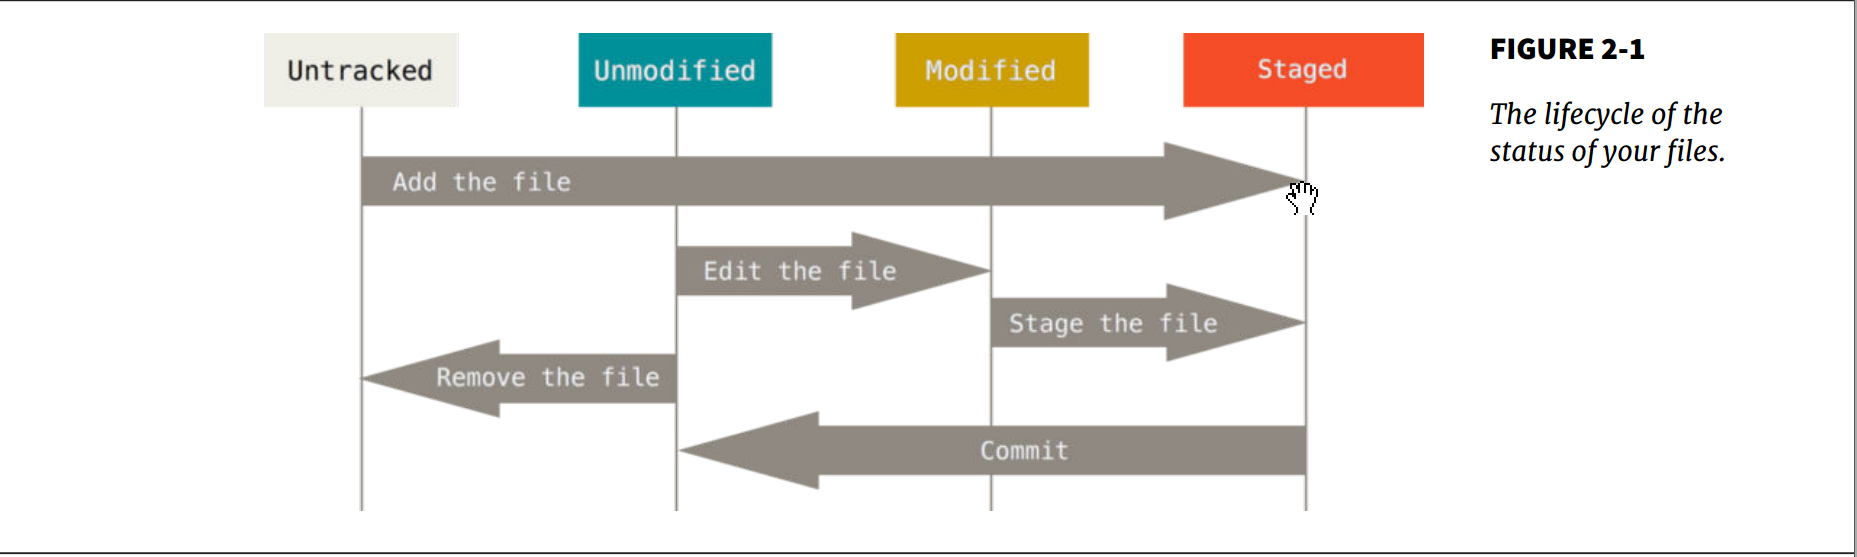 Untracked
Unmodified
Modified
Staged
Add the file
Edit the file
Stage the file
Remove the file
Commit
FIGURE 2-1
The lifecycle of the
status of your files.